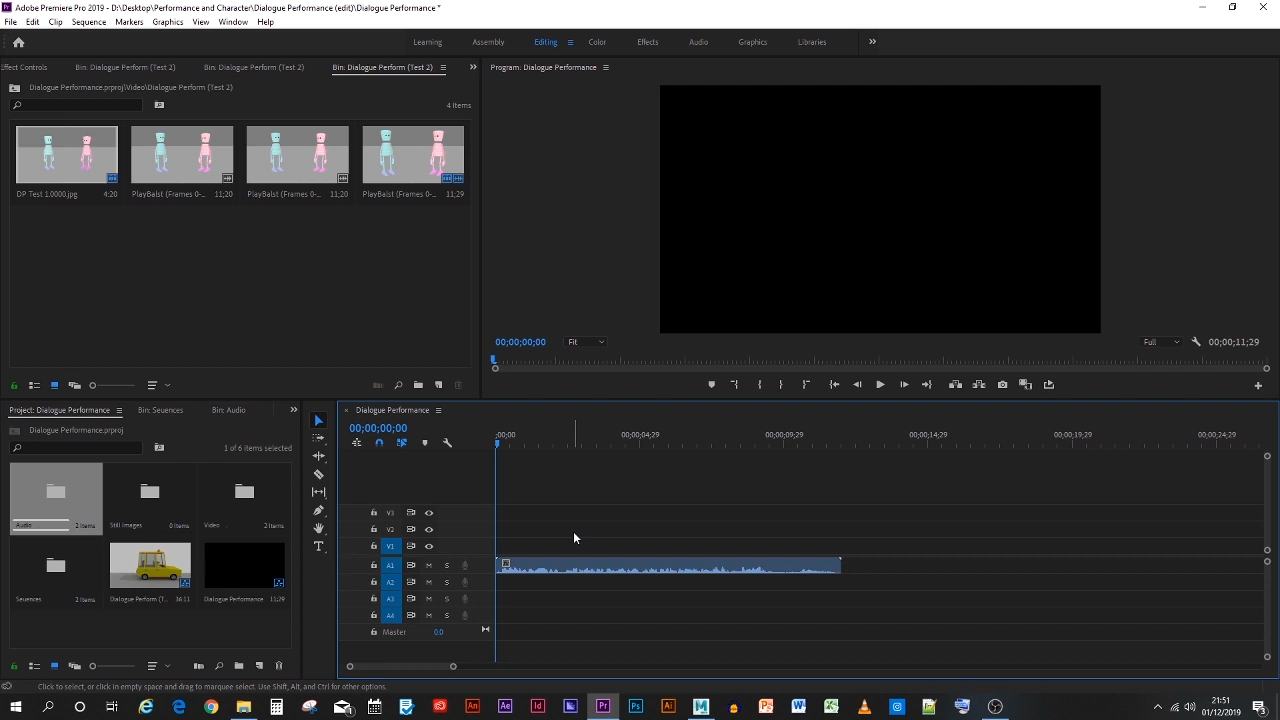 Adobe Premiere Pro 2019 - D:\Desktop\Performance and Character\Dialogue Performance (edit)\Dialogue Performance *
File Edit Clip Sequence Markers Graphics View Window Help
Learning Assembly Editing Color Effects Audio Graphics Libraries
Effect Controls Bin: Dialogue Perform (Test 2) Bin: Dialogue Perform (Test 2) Bin: Dialogue Perform (Test 2)
Program: Dialogue Performance
Dialogue Performance.prproj\Video\Dialogue Perform (Test 2)
4 Items
DP Test 1.0000.jpg 4:20 PlayBalst (Frames 0-... 11;20 PlayBalst (Frames 0-... 11;20 PlayBalst (Frames 0-... 11;29
00;00;00;00 Fit Full 00;00;11;29
Project: Dialogue Performance Bin: Seuences Bin: Audio
Dialogue Performance.prproj
1 of 6 items selected
Audio 2 Items Still Images 0 Items Video 2 Items
Seuences 2 Items Dialogue Perform (T... 36:11 Dialogue Performance 11;29
Dialogue Performance
00;00;00;00
;00;00 00;00;04;29 00;00;09;29 00;00;14;29 00;00;19;29 00;00;24;29
V3
V2
V1
A1 M S
A2 M S
A3 M S
A4 M S
Master 0.0
Click to select, or click in empty space and drag to marquee select. Use Shift, Alt, and Ctrl for other options.
21:51
01/12/2019